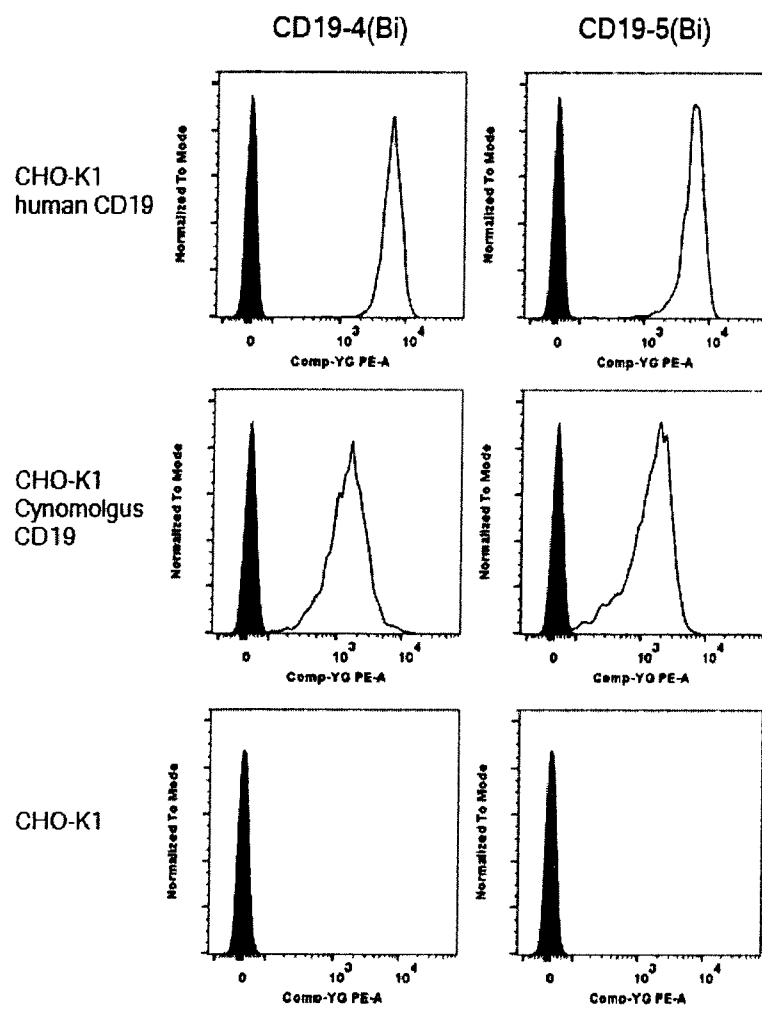 CD19-4(Bi)
CD19-5(Bi)
CHO-K1
human CD19
Normalized To Mode
0
10³
10⁴
Comp-YG PE-A
Normalized To Mode
0
10³
10⁴
Comp-YG PE-A
CHO-K1
Cynomolgus
CD19
Normalized To Mode
0
10³
10⁴
Comp-YG PE-A
Normalized To Mode
0
10³
10⁴
Comp-YG PE-A
CHO-K1
Normalized To Mode
0
10³
10⁴
Comp-YG PE-A
Normalized To Mode
0
10³
10⁴
Comp-YG PE-A